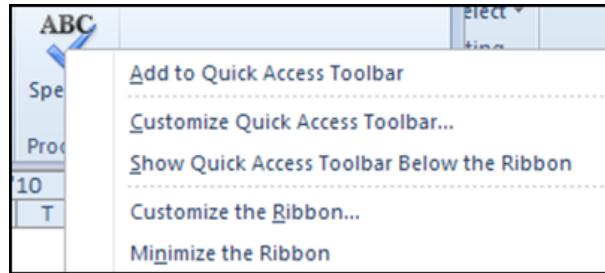 ABC
elect
Spe
Add to Quick Access Toolbar
Customize Quick Access Toolbar...
Proo
Show Quick Access Toolbar Below the Ribbon
10
T
Customize the Ribbon...
Minimize the Ribbon